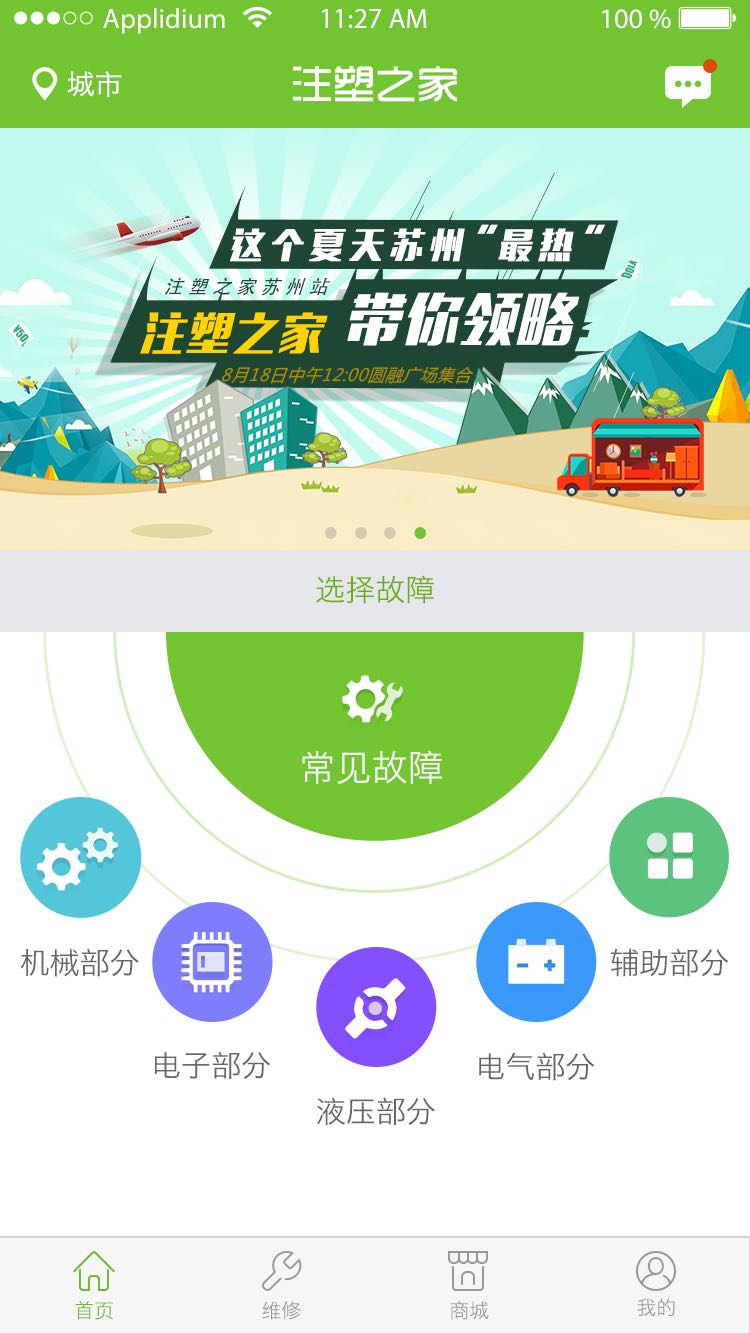 Applidium 11:27 AM 100 %
城市 注塑之家
这个夏天苏州“最热”
注塑之家苏州站
注塑之家 带你领略
8月18日中午12:00圆融广场集合
¥50
选择故障
常见故障
机械部分
辅助部分
电子部分
电气部分
液压部分
首页 维修 商城 我的